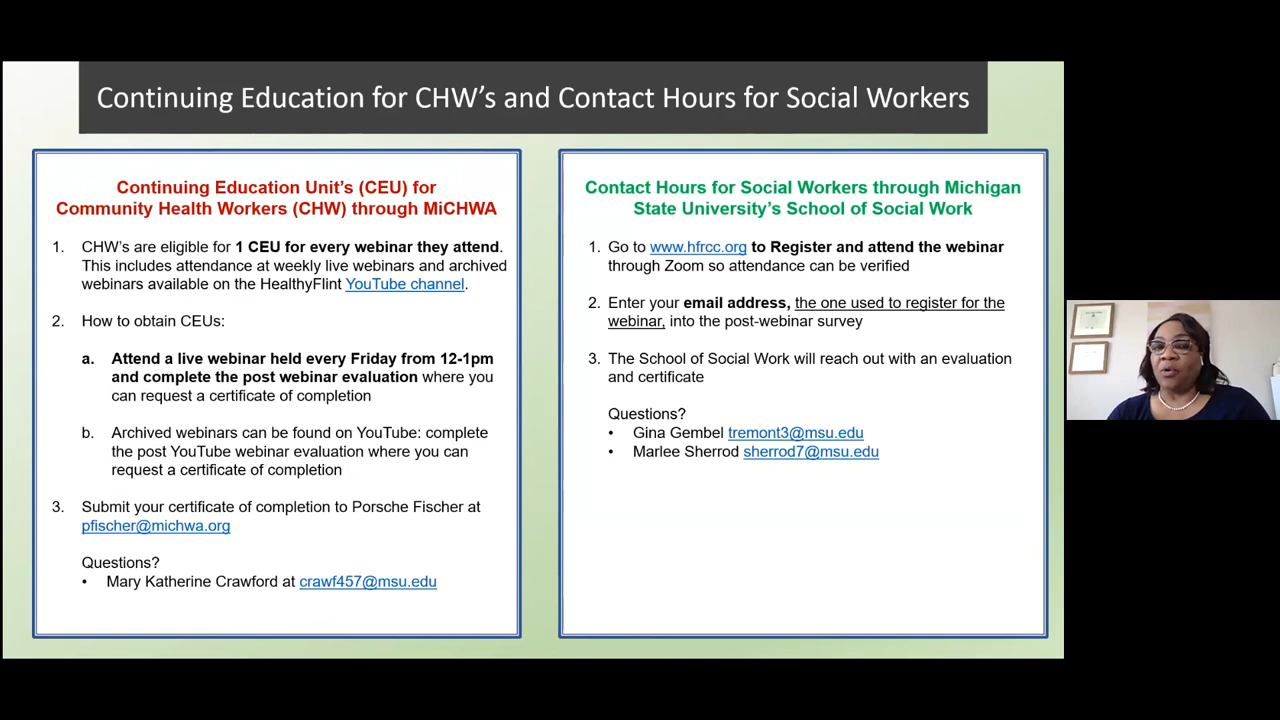 Continuing Education for CHW's and Contact Hours for Social Workers
Continuing Education Unit's (CEU) for
Community Health Workers (CHW) through MiCHWA
1. CHW's are eligible for 1 CEU for every webinar they attend.
This includes attendance at weekly live webinars and archived
webinars available on the HealthyFlint YouTube channel.
2. How to obtain CEUs:
a. Attend a live webinar held every Friday from 12-1pm
and complete the post webinar evaluation where you
can request a certificate of completion
b. Archived webinars can be found on YouTube: complete
the post YouTube webinar evaluation where you can
request a certificate of completion
3. Submit your certificate of completion to Porsche Fischer at
pfischer@michwa.org
Questions?
• Mary Katherine Crawford at crawf457@msu.edu
Contact Hours for Social Workers through Michigan
State University's School of Social Work
1. Go to www.hfrcc.org to Register and attend the webinar
through Zoom so attendance can be verified
2. Enter your email address, the one used to register for the
webinar, into the post-webinar survey
3. The School of Social Work will reach out with an evaluation
and certificate
Questions?
• Gina Gembel tremont3@msu.edu
• Marlee Sherrod sherrod7@msu.edu